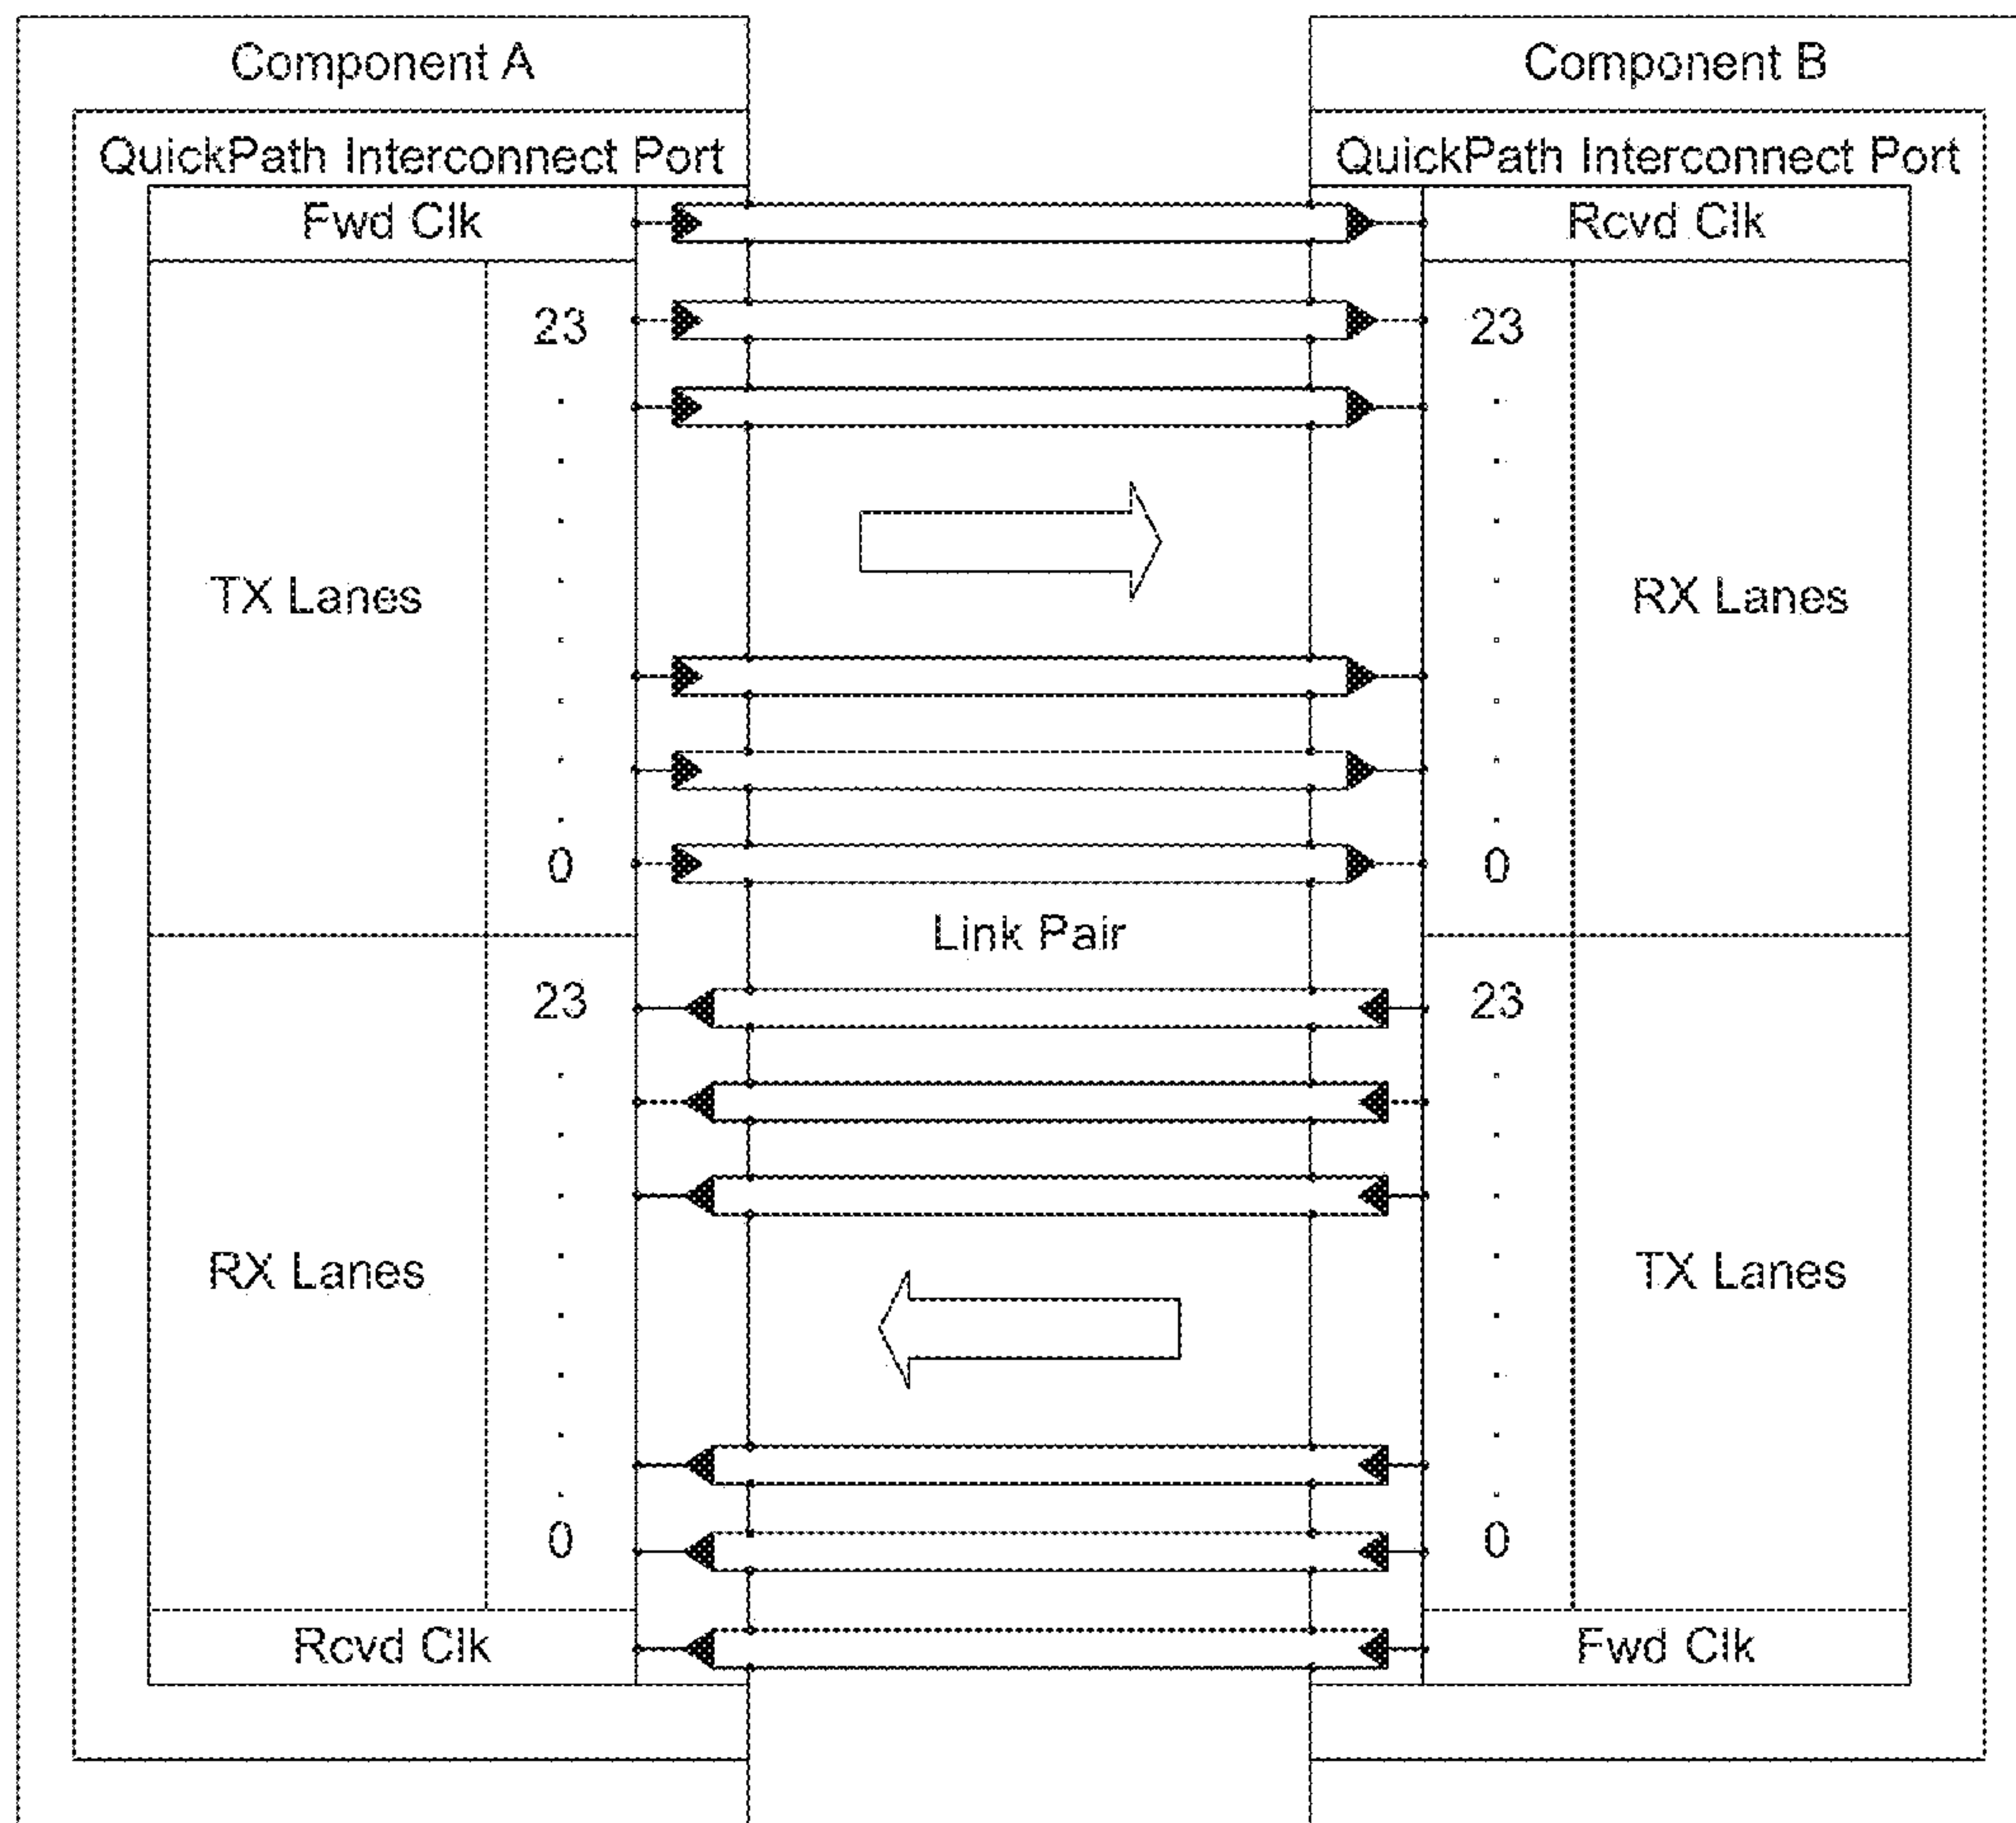 Component A
Component B
QuickPath Interconnect Port
QuickPath Interconnect Port
Fwd Clk
Rcvd Clk
23
23
TX Lanes
RX Lanes
0
0
Link Pair
23
23
RX Lanes
TX Lanes
0
0
Rcvd Clk
Fwd Clk